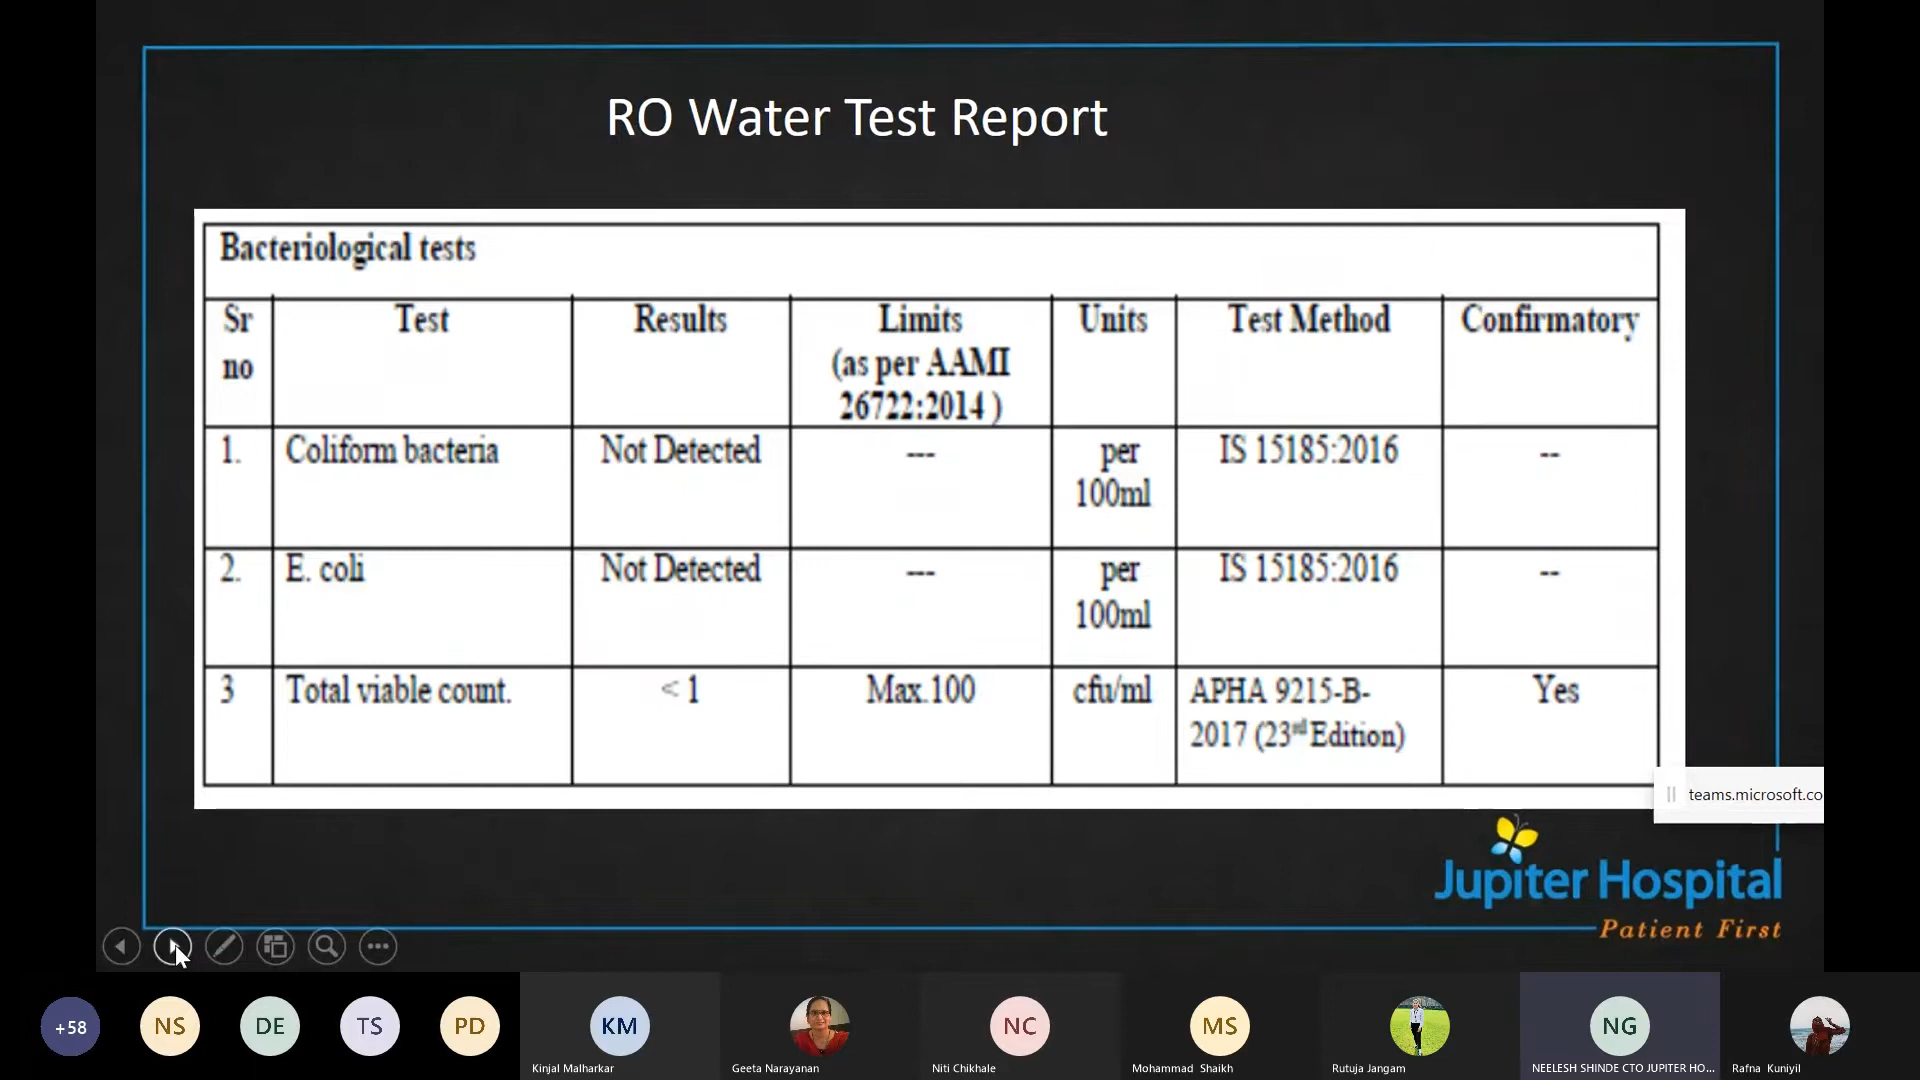 RO Water Test Report
Bacteriological tests
Sr no Test Results Limits (as per AAMI 26722:2014 ) Units Test Method Confirmatory
1. Coliform bacteria Not Detected --- per 100ml IS 15185:2016 --
2. E. coli Not Detected --- per 100ml IS 15185:2016 --
3 Total viable count. < 1 Max.100 cfu/ml APHA 9215-B-2017 (23rd Edition) Yes
teams.microsoft.co
Jupiter Hospital
Patient First
+58 NS DE TS PD KM NC MS NG
Kinjal Malharkar Geeta Narayanan Niti Chikhale Mohammad Shaikh Rutuja Jangam NEELESH SHINDE CTO JUPITER HO... Rafna Kuniyil